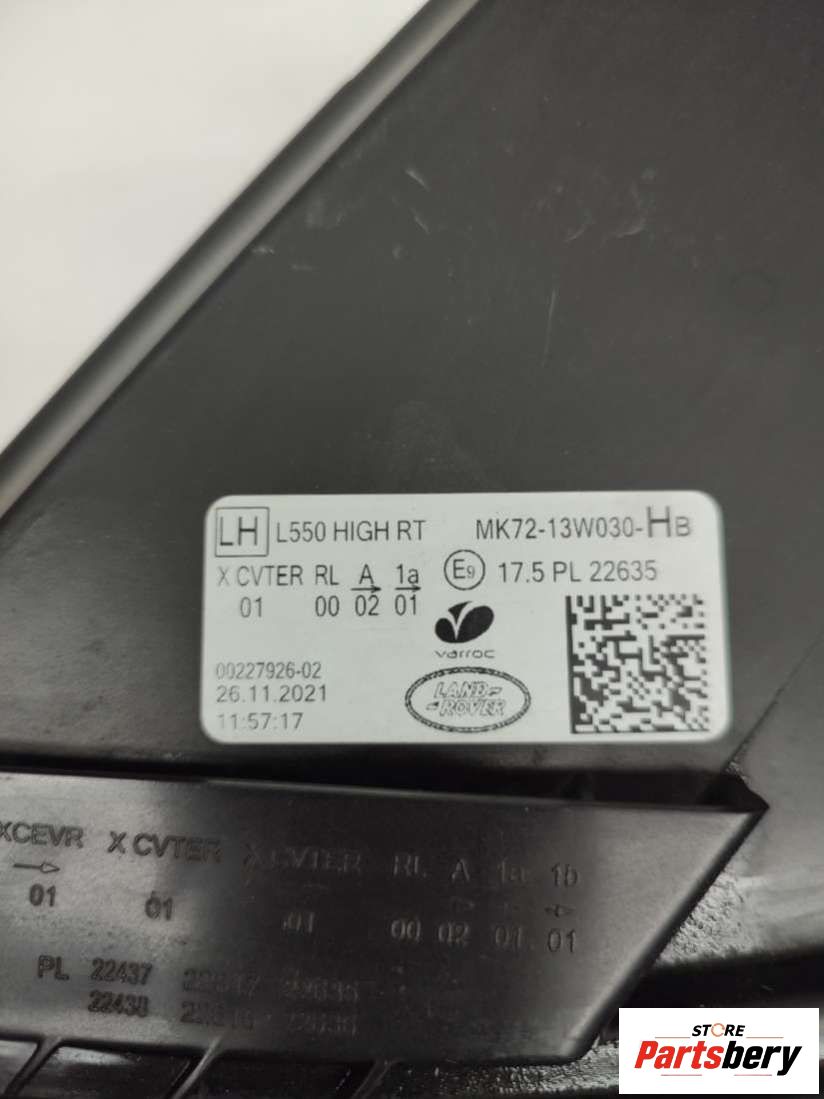 LH L550 HIGH RT MK72-13W030-HB
X CVTER RL A 1a E9 17.5 PL 22635
01 00 02 01
varroc
00227926-02
26.11.2021
11:57:17
LAND-
-ROVER
XCEVR X CVTER X CVTER RL A 1a 1b
01 01 01 00 02 01 01
PL 22437
22438
STORE
Partsbery